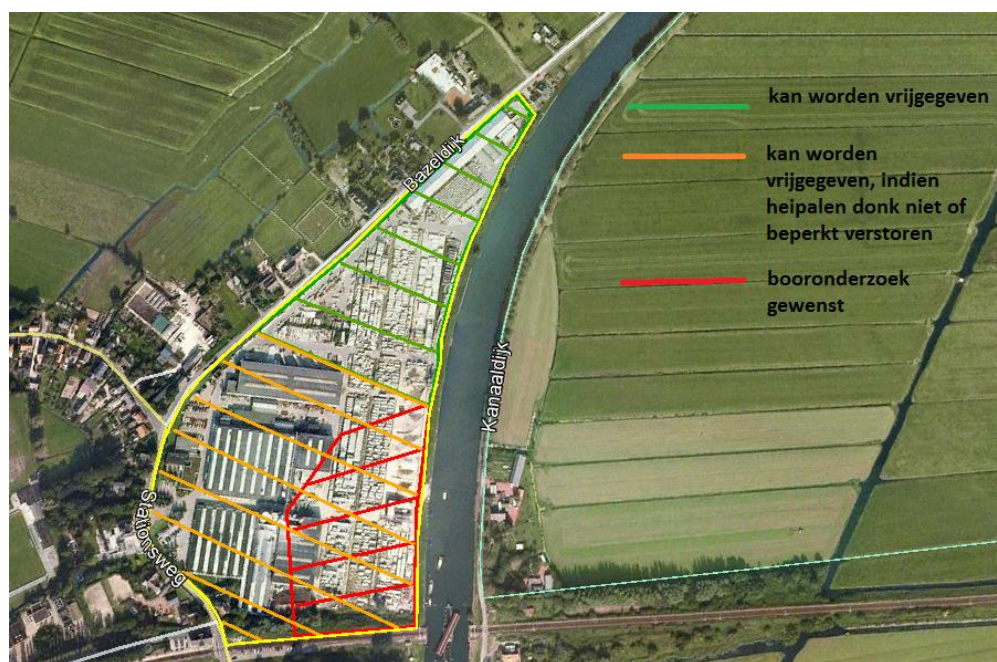 kan worden vrijgegeven
kan worden
vrijgegeven, indien
heipalen donk niet of
beperkt verstoren
booronderzoek
gewenst
Bazeldijk
Kanaaldijk
Stationsweg